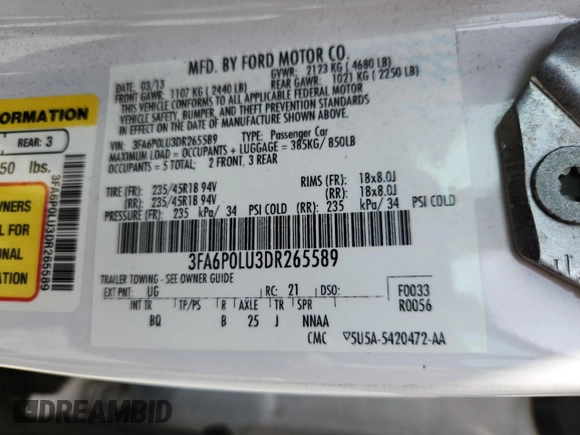 MFD. BY FORD MOTOR CO.
DATE: 03/13 GVWR: 2123 KG ( 4680 LB)
FRONT GAWR: 1107 KG ( 2440 LB) REAR GAWR: 1021 KG ( 2250 LB)
THIS VEHICLE CONFORMS TO ALL APPLICABLE FEDERAL MOTOR
VEHICLE SAFETY, BUMPER, AND THEFT PREVENTION STANDARDS
IN EFFECT ON THE DATE OF MANUFACTURE SHOWN ABOVE.
VIN: 3FA6P0LU3DR265589 TYPE: Passenger Car
MAXIMUM LOAD = OCCUPANTS + LUGGAGE = 385KG/ 850LB
OCCUPANTS = 5 TOTAL; 2 FRONT, 3 REAR
TIRE (FR): 235/45R18 94V RIMS (FR): 18x8.0J
(RR): 235/45R18 94V (RR): 18x8.0J
PRESSURE (FR): 235 kPa/ 34 PSI COLD (RR): 235 kPa/ 34 PSI COLD
3FA6P0LU3DR265589
TRAILER TOWING - SEE OWNER GUIDE
EXT PNT: UG RC: 21 DSO: F0033
INT TR TP/PS R AXLE TR SPR R0056
BQ B 25 J NNAA
CMC 5U5A-5420472-AA
FORMATION
REAR: 3
50 lbs.
WNERS
L FOR
ATION
3FA6P0LU3DR265589
DREAMBID